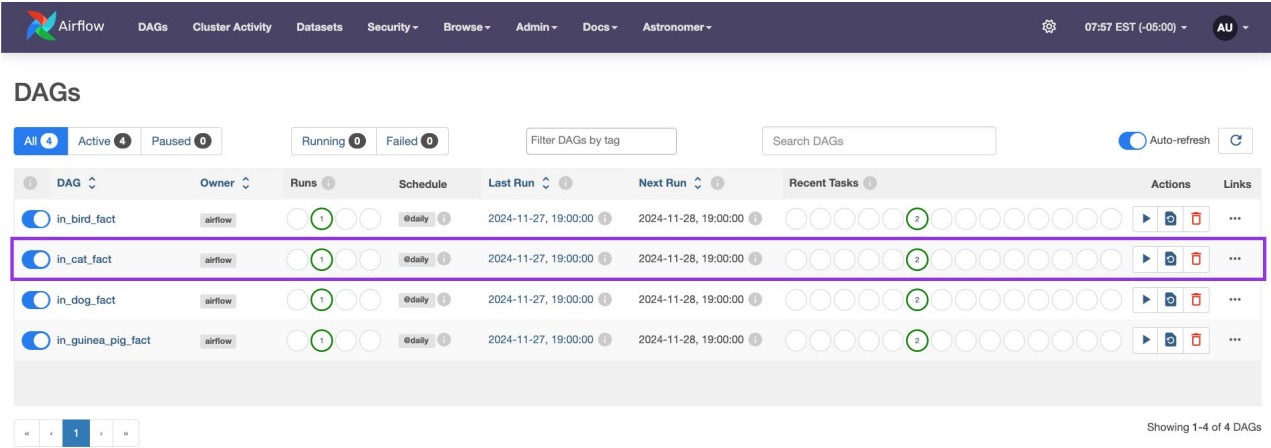 Airflow DAGs Cluster Activity Datasets Security Browse Admin Docs Astronomer 07:57 EST (-05:00) AU
DAGs
All 4 Active 4 Paused 0 Running 0 Failed 0 Filter DAGs by tag Search DAGs Auto-refresh
i DAG Owner Runs i Schedule Last Run i Next Run i Recent Tasks i Actions Links
in_bird_fact airflow 1 @daily i 2024-11-27, 19:00:00 i 2024-11-28, 19:00:00 i 2 ...
in_cat_fact airflow 1 @daily i 2024-11-27, 19:00:00 i 2024-11-28, 19:00:00 i 2 ...
in_dog_fact airflow 1 @daily i 2024-11-27, 19:00:00 i 2024-11-28, 19:00:00 i 2 ...
in_guinea_pig_fact airflow 1 @daily i 2024-11-27, 19:00:00 i 2024-11-28, 19:00:00 i 2 ...
« ‹ 1 › » Showing 1-4 of 4 DAGs